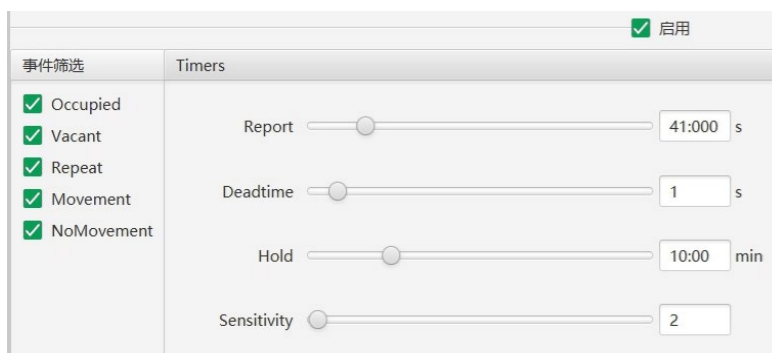 启用
事件筛选
Timers
Occupied
Vacant
Repeat
Movement
NoMovement
Report 41:000 s
Deadtime 1 s
Hold 10:00 min
Sensitivity 2